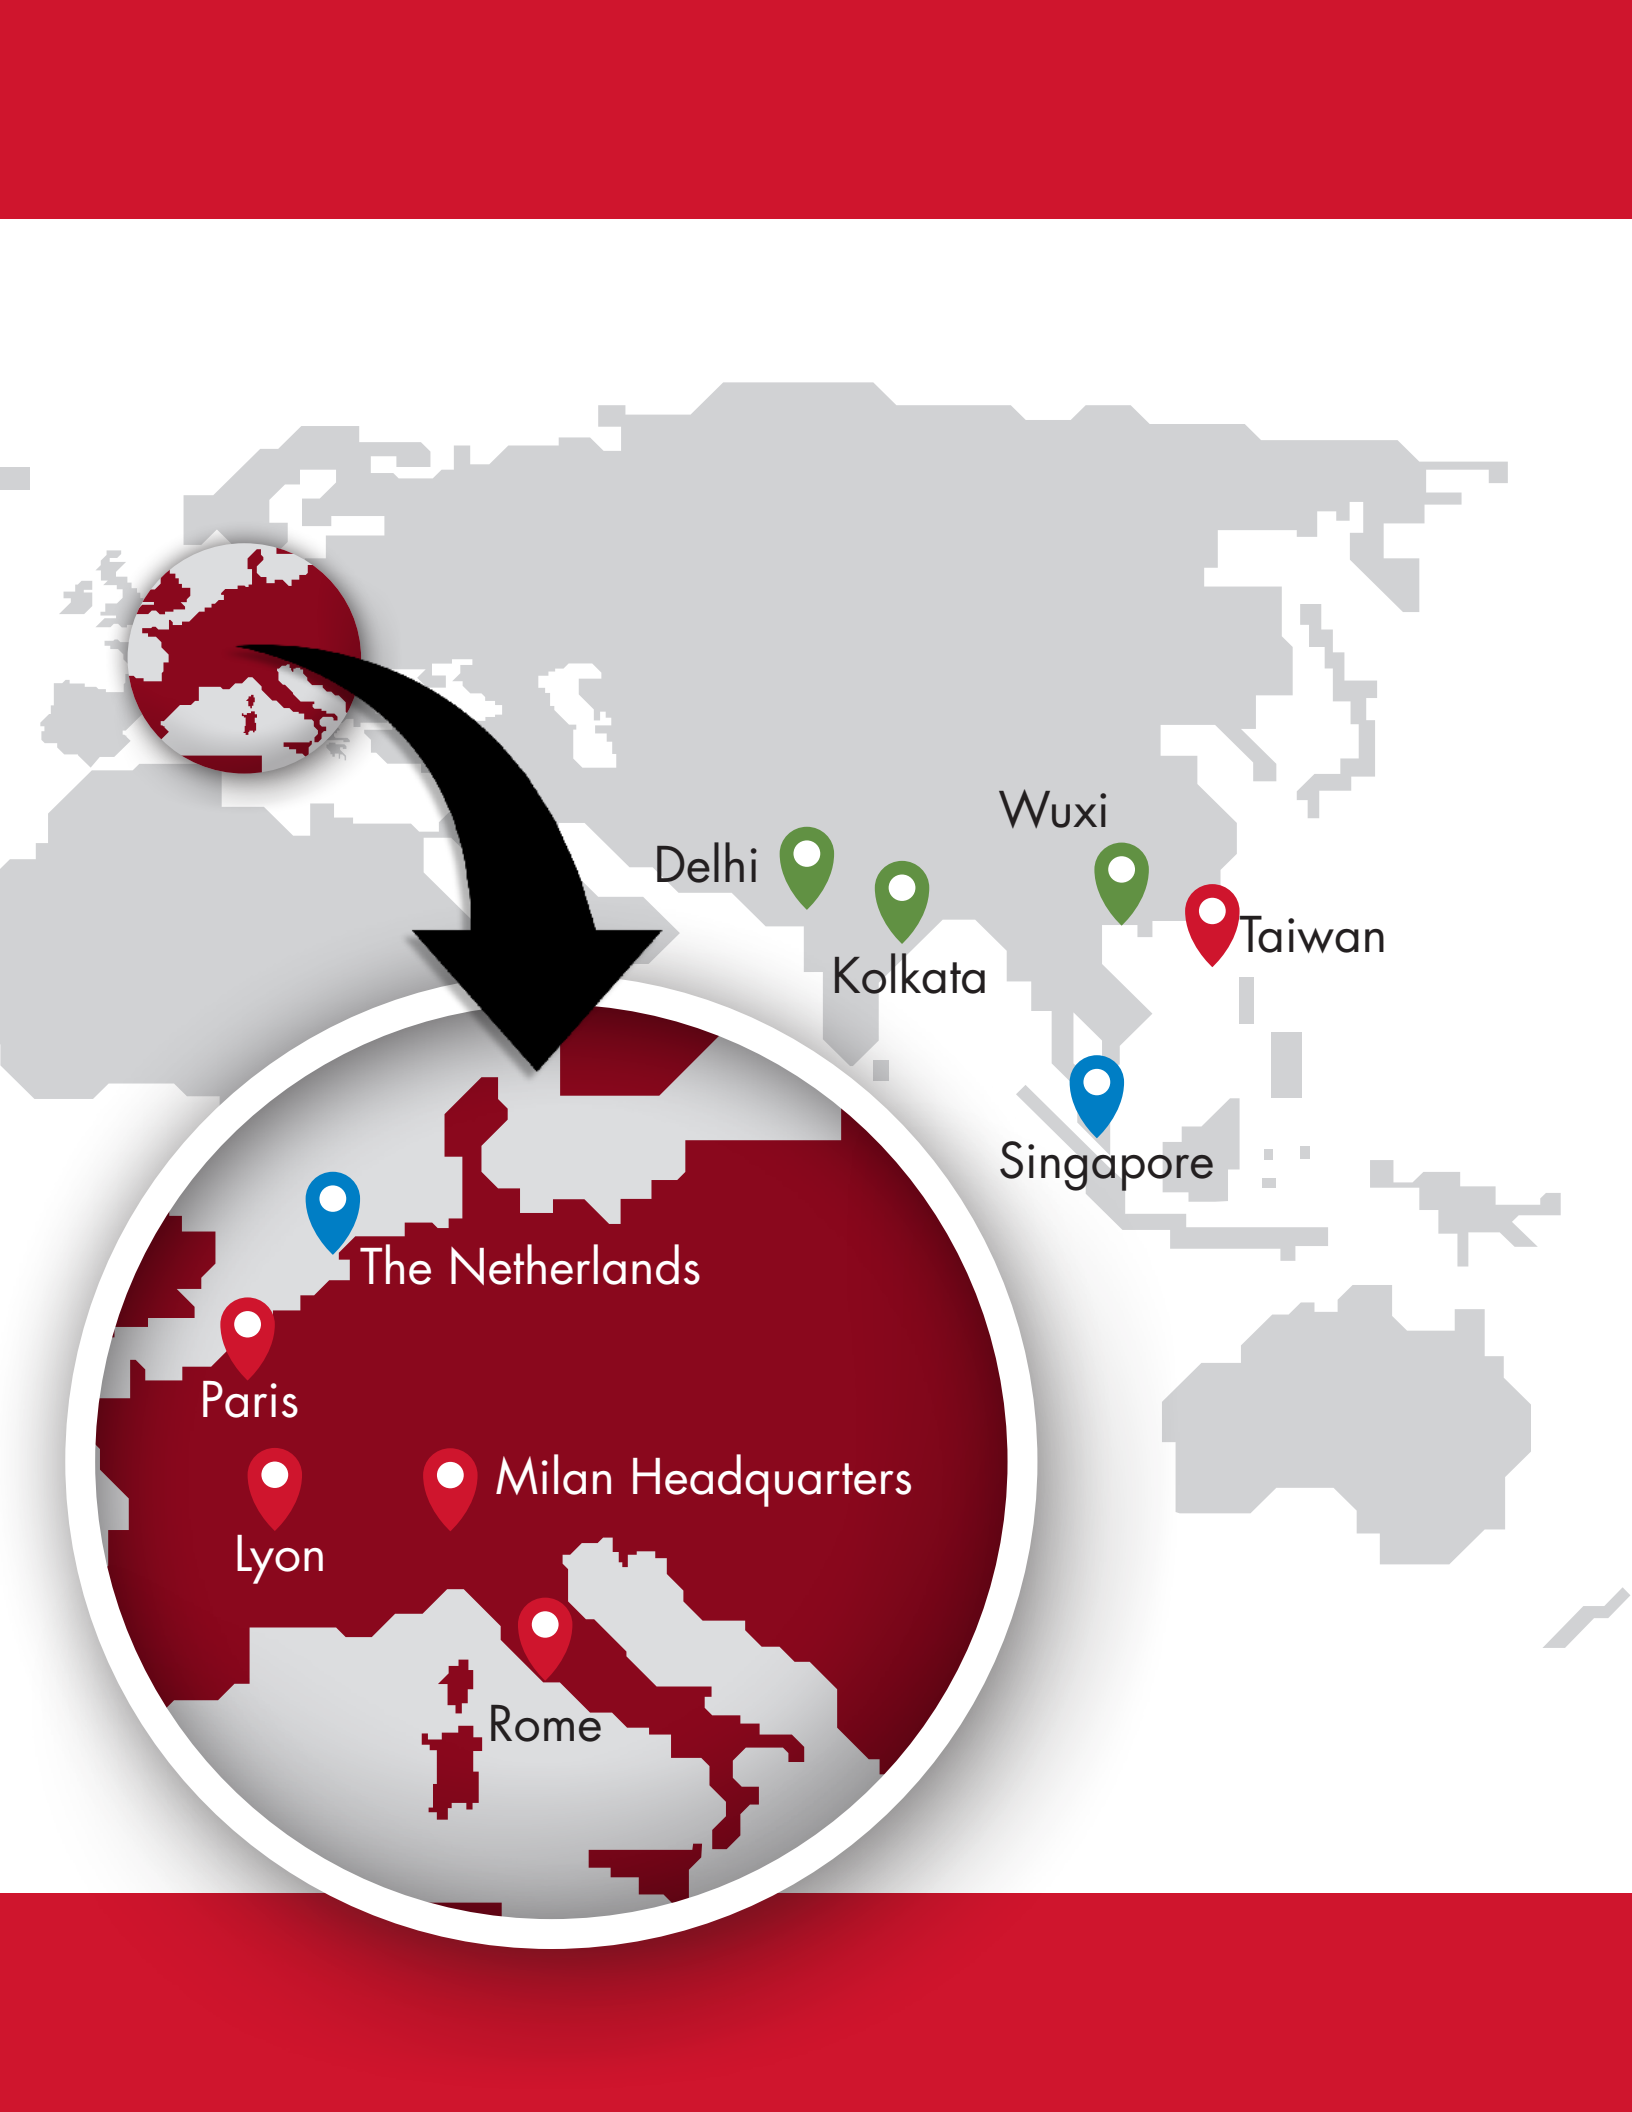 Wuxi
Delhi
Taiwan
Kolkata
Singapore
The Netherlands
Paris
Milan Headquarters
Lyon
Rome